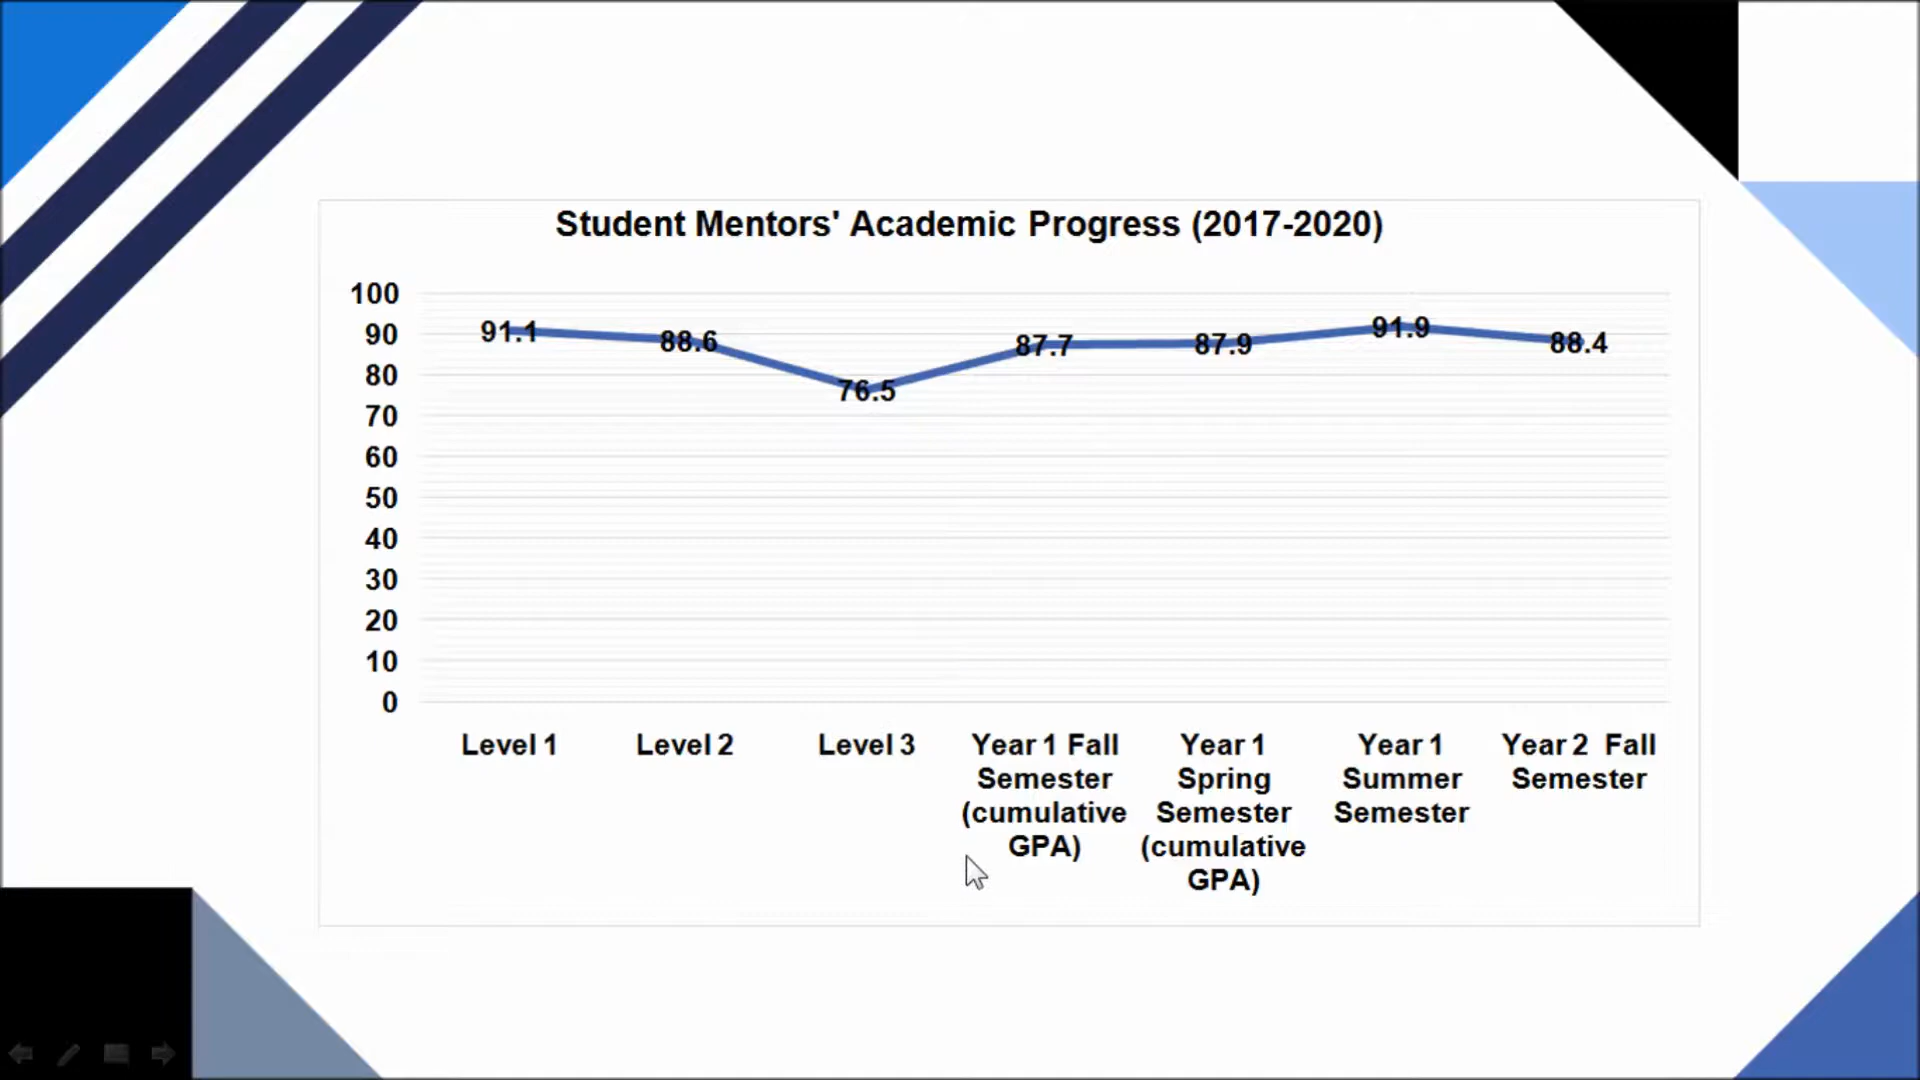 Student Mentors' Academic Progress (2017-2020)
100
90
80
70
60
50
40
30
20
10
0
91.1
88.6
76.5
87.7
87.9
91.9
88.4
Level 1
Level 2
Level 3
Year 1 Fall
Semester
(cumulative
GPA)
Year 1
Spring
Semester
(cumulative
GPA)
Year 1
Summer
Semester
Year 2  Fall
Semester